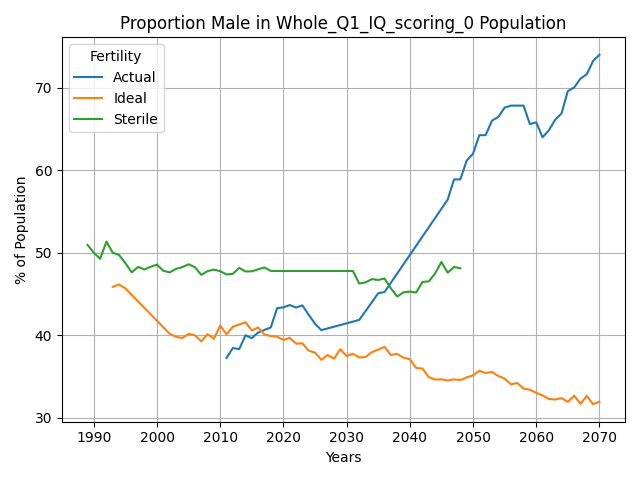 Proportion Male in Whole_Q1_IQ_scoring_0 Population
Fertility
Actual
Ideal
Sterile
% of Population
70
60
50
40
30
1990 2000 2010 2020 2030 2040 2050 2060 2070
Years